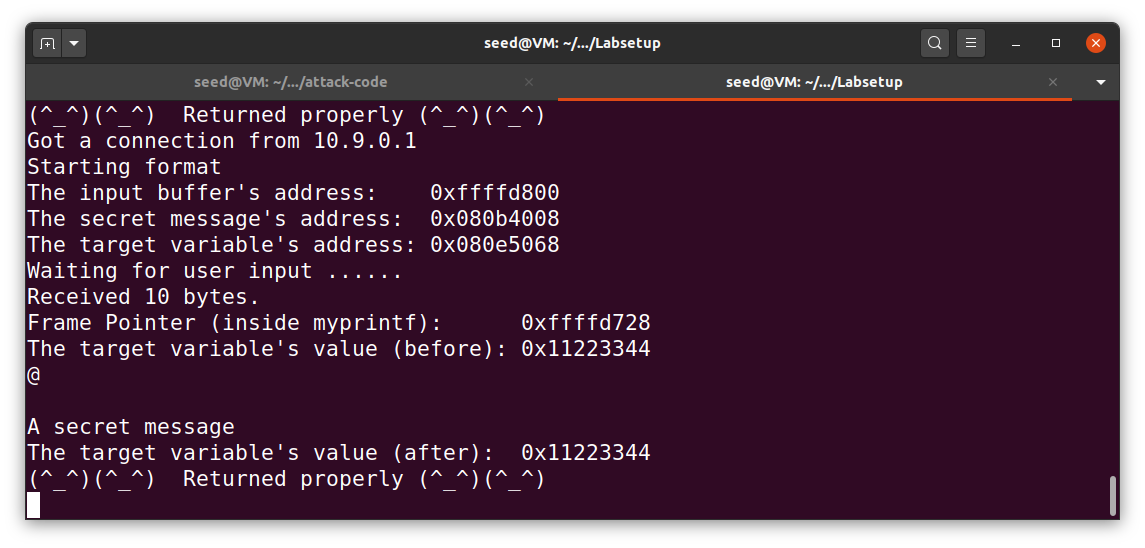 seed@VM: ~/.../Labsetup
seed@VM: ~/.../attack-code
seed@VM: ~/.../Labsetup
(^_^)(^_^)  Returned properly (^_^)(^_^)
Got a connection from 10.9.0.1
Starting format
The input buffer's address:    0xffffd800
The secret message's address:  0x080b4008
The target variable's address: 0x080e5068
Waiting for user input ......
Received 10 bytes.
Frame Pointer (inside myprintf):      0xffffd728
The target variable's value (before): 0x11223344
@
A secret message
The target variable's value (after):  0x11223344
(^_^)(^_^)  Returned properly (^_^)(^_^)